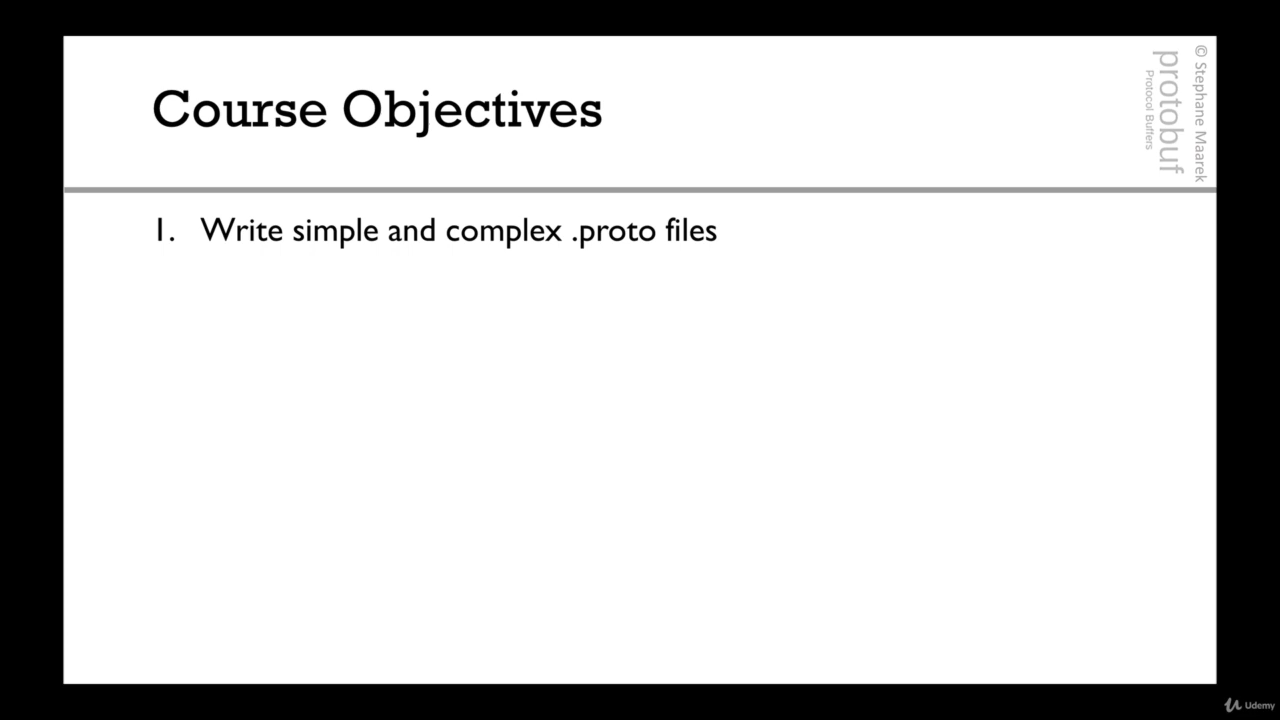 Course Objectives
© Stephane Maarek
protobuf
Protocol Buffers
1. Write simple and complex .proto files
Udemy